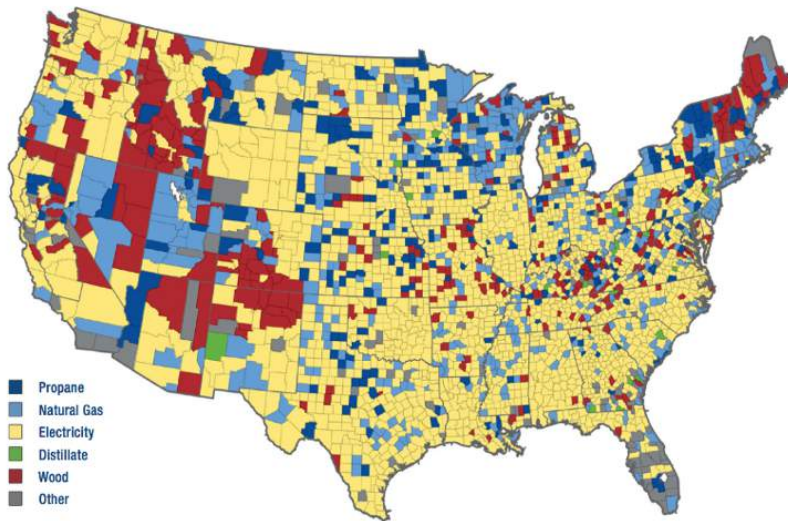 Propane
Natural Gas
Electricity
Distillate
Wood
Other